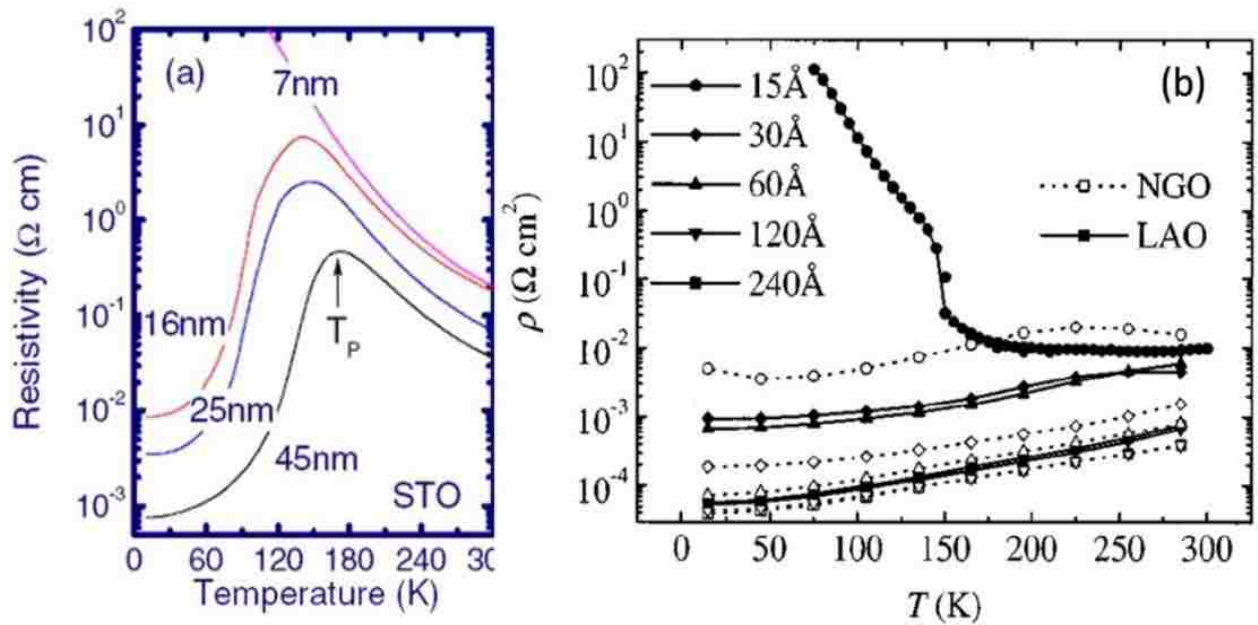 (a)
10²
10¹
10⁰
10⁻¹
10⁻²
10⁻³
Resistivity (Ω cm)
7nm
16nm
25nm
45nm
T_P
STO
0 60 120 180 240 30
Temperature (K)
(b)
10²
10¹
10⁰
10⁻¹
10⁻²
10⁻³
10⁻⁴
ρ (Ω cm²)
15Å
30Å
60Å
120Å
240Å
NGO
LAO
0 50 100 150 200 250 300
T (K)